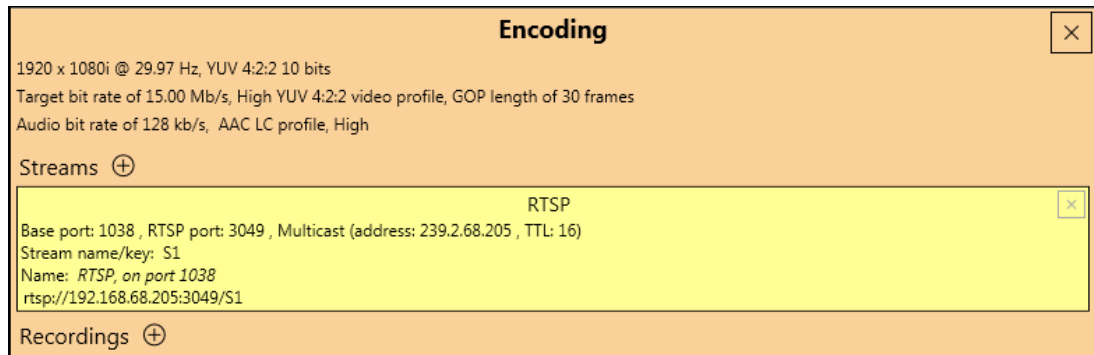 Encoding
1920 x 1080i @ 29.97 Hz, YUV 4:2:2 10 bits
Target bit rate of 15.00 Mb/s, High YUV 4:2:2 video profile, GOP length of 30 frames
Audio bit rate of 128 kb/s,  AAC LC profile, High
Streams
RTSP
Base port: 1038 , RTSP port: 3049 , Multicast (address: 239.2.68.205 , TTL: 16)
Stream name/key:  S1
Name:  RTSP, on port 1038
rtsp://192.168.68.205:3049/S1
Recordings